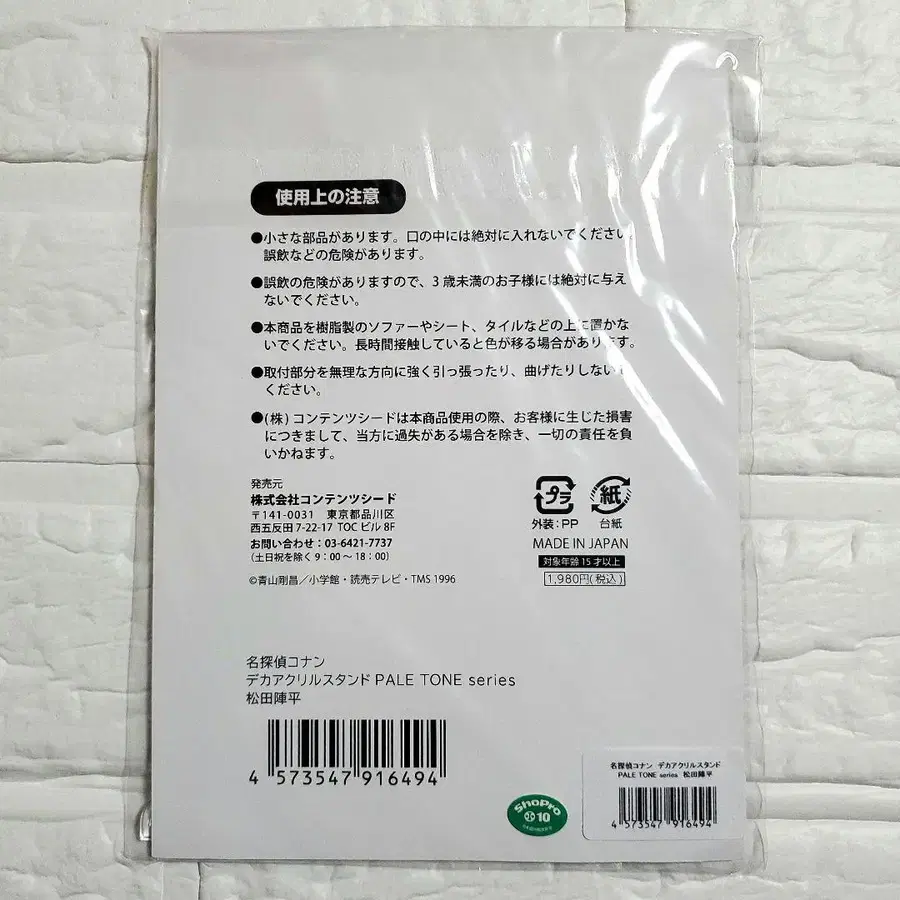 使用上の注意
●小さな部品があります。口の中には絶対に入れないでください。
誤飲などの危険があります。
●誤飲の危険がありますので、3歳未満のお子様には絶対に与え
ないでください。
●本商品を樹脂製のソファーやシート、タイルなどの上に置かな
いでください。長時間接触していると色が移る場合があります。
●取付部分を無理な方向に強く引っ張ったり、曲げたりしないで
ください。
●(株)コンテンツシードは本商品使用の際、お客様に生じた損害
につきまして、当方に過失がある場合を除き、一切の責任を負
いかねます。
発売元
株式会社コンテンツシード
〒141-0031 東京都品川区
西五反田7-22-17 TOCビル8F
お問い合わせ：03-6421-7737
(土日祝を除く9：00～18：00)
©青山剛昌／小学館・読売テレビ・TMS 1996
プラ
外装：PP
紙
台紙
MADE IN JAPAN
対象年齢15才以上
1,980円(税込)
名探偵コナン
デカアクリルスタンド PALE TONE series
松田陣平
4 573547 916494
ShoPro
10
名探偵コナン デカアクリルスタンド
PALE TONE series 松田陣平
4 573547 916494